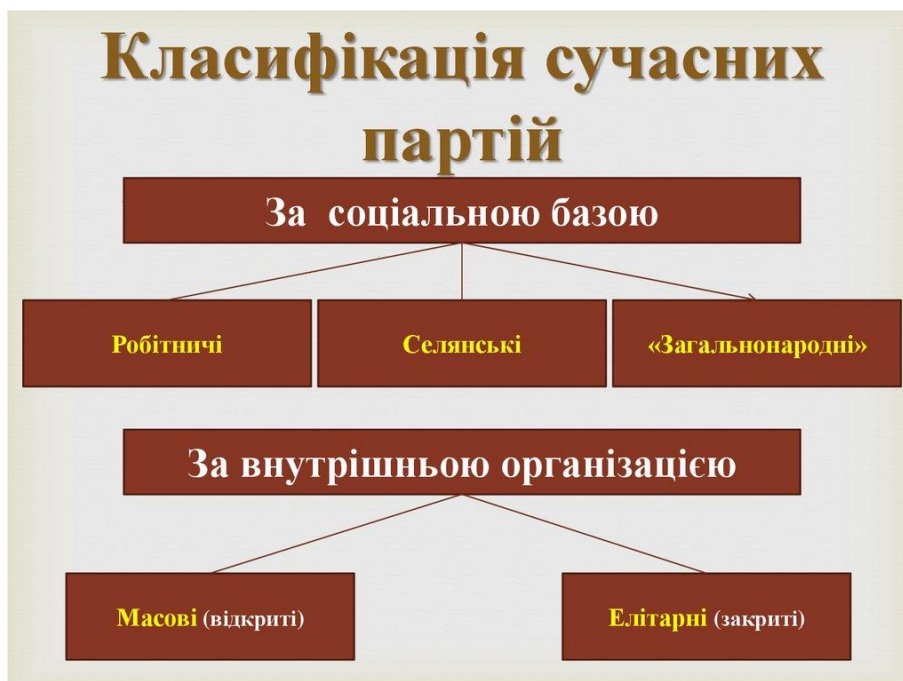 Класифікація сучасних
партій
За соціальною базою
Робітничі
Селянські
«Загальнонародні»
За внутрішньою організацією
Масові (відкриті)
Елітарні (закриті)